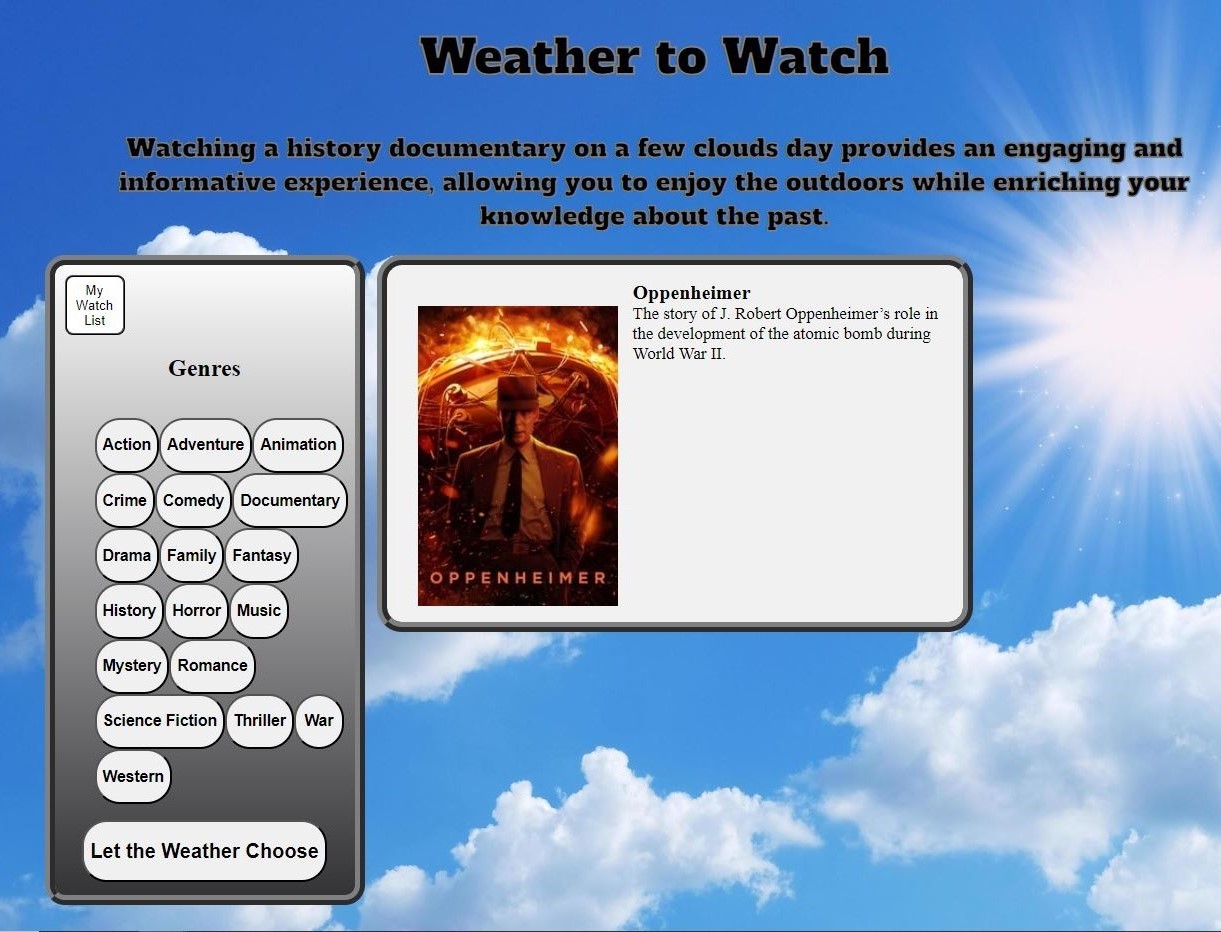 Weather to Watch
Watching a history documentary on a few clouds day provides an engaging and
informative experience, allowing you to enjoy the outdoors while enriching your
knowledge about the past.
My
Watch
List
Genres
Action Adventure Animation
Crime Comedy Documentary
Drama Family Fantasy
History Horror Music
Mystery Romance
Science Fiction Thriller War
Western
Let the Weather Choose
Oppenheimer
The story of J. Robert Oppenheimer’s role in
the development of the atomic bomb during
World War II.
OPPENHEIMER